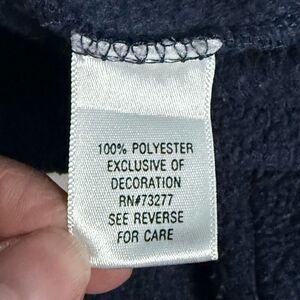 100% POLYESTER
EXCLUSIVE OF
DECORATION
RN#73277
SEE REVERSE
FOR CARE